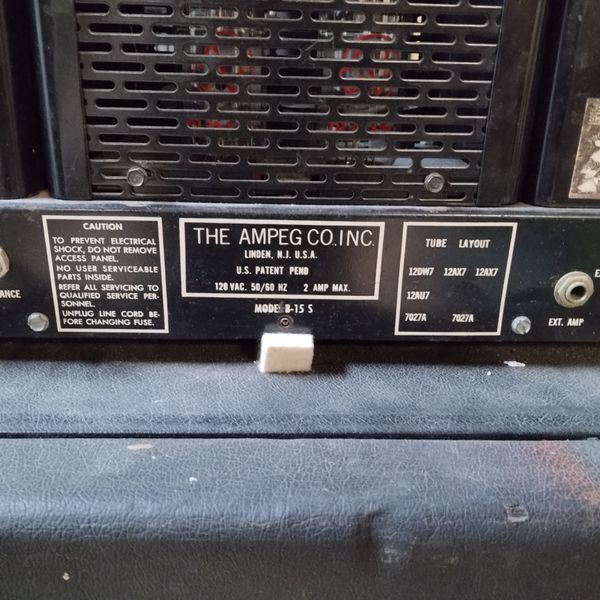 CAUTION
TO PREVENT ELECTRICAL
SHOCK, DO NOT REMOVE
ACCESS PANEL.
NO USER SERVICEABLE
PARTS INSIDE.
REFER ALL SERVICING TO
QUALIFIED SERVICE PER-
SONNEL.
UNPLUG LINE CORD BE-
FORE CHANGING FUSE.
THE AMPEG CO., INC.
LINDEN, N.J. U.S.A.
U.S. PATENT PEND
120 VAC. 50/60 HZ 2 AMP MAX.
MODEL B-15 S
TUBE LAYOUT
12DW7 12AX7 12AX7
12AU7
7027A 7027A
EXT. AMP